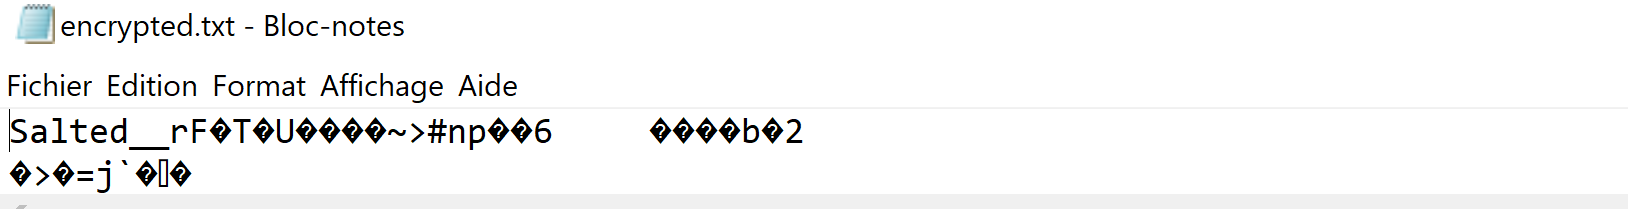 encrypted.txt - Bloc-notes
Fichier Edition Format Affichage Aide
Salted__rF�T�U����~>#np��6	����b�2
�>�=j`�▯�